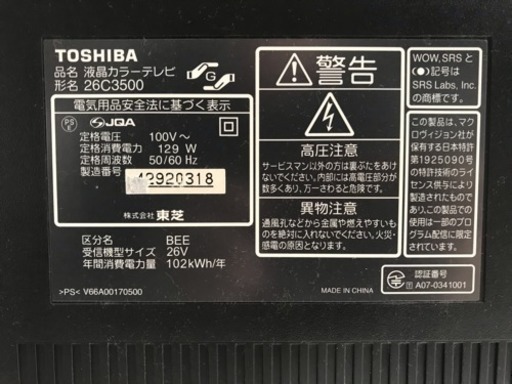 TOSHIBA
品名 液晶カラーテレビ
形名 26C3500
G
電気用品安全法に基づく表示
PS
E
JQA
定格電圧 100V～
定格消費電力 129 W
定格周波数 50/60 Hz
製造番号 42920318
株式会社 東芝
区分名 BEE
受信機型サイズ 26V
年間消費電力量 102kWh/年
>PS< V66A00170500
警告
高圧注意
サービスマン以外の方は裏ぶたをあけ
ないでください。内部には高電圧部分が
数多くあり、万一さわると危険です。
異物注意
通風孔などから金属や燃えやすいも
のを絶対に入れないでください。火災・
感電の原因となります。
MADE IN CHINA
WOW, SRS と
(●)記号は
SRS Labs, Inc.
の商標です。
この製品は、マク
ロヴィジョン社が
保有する日本特許
第1925090号
の特許技術のライ
センス供与により
製造されています。
この製品での
使用は一部のプロ
グラム配信に限定
されています。
認証番号
A07-0341001